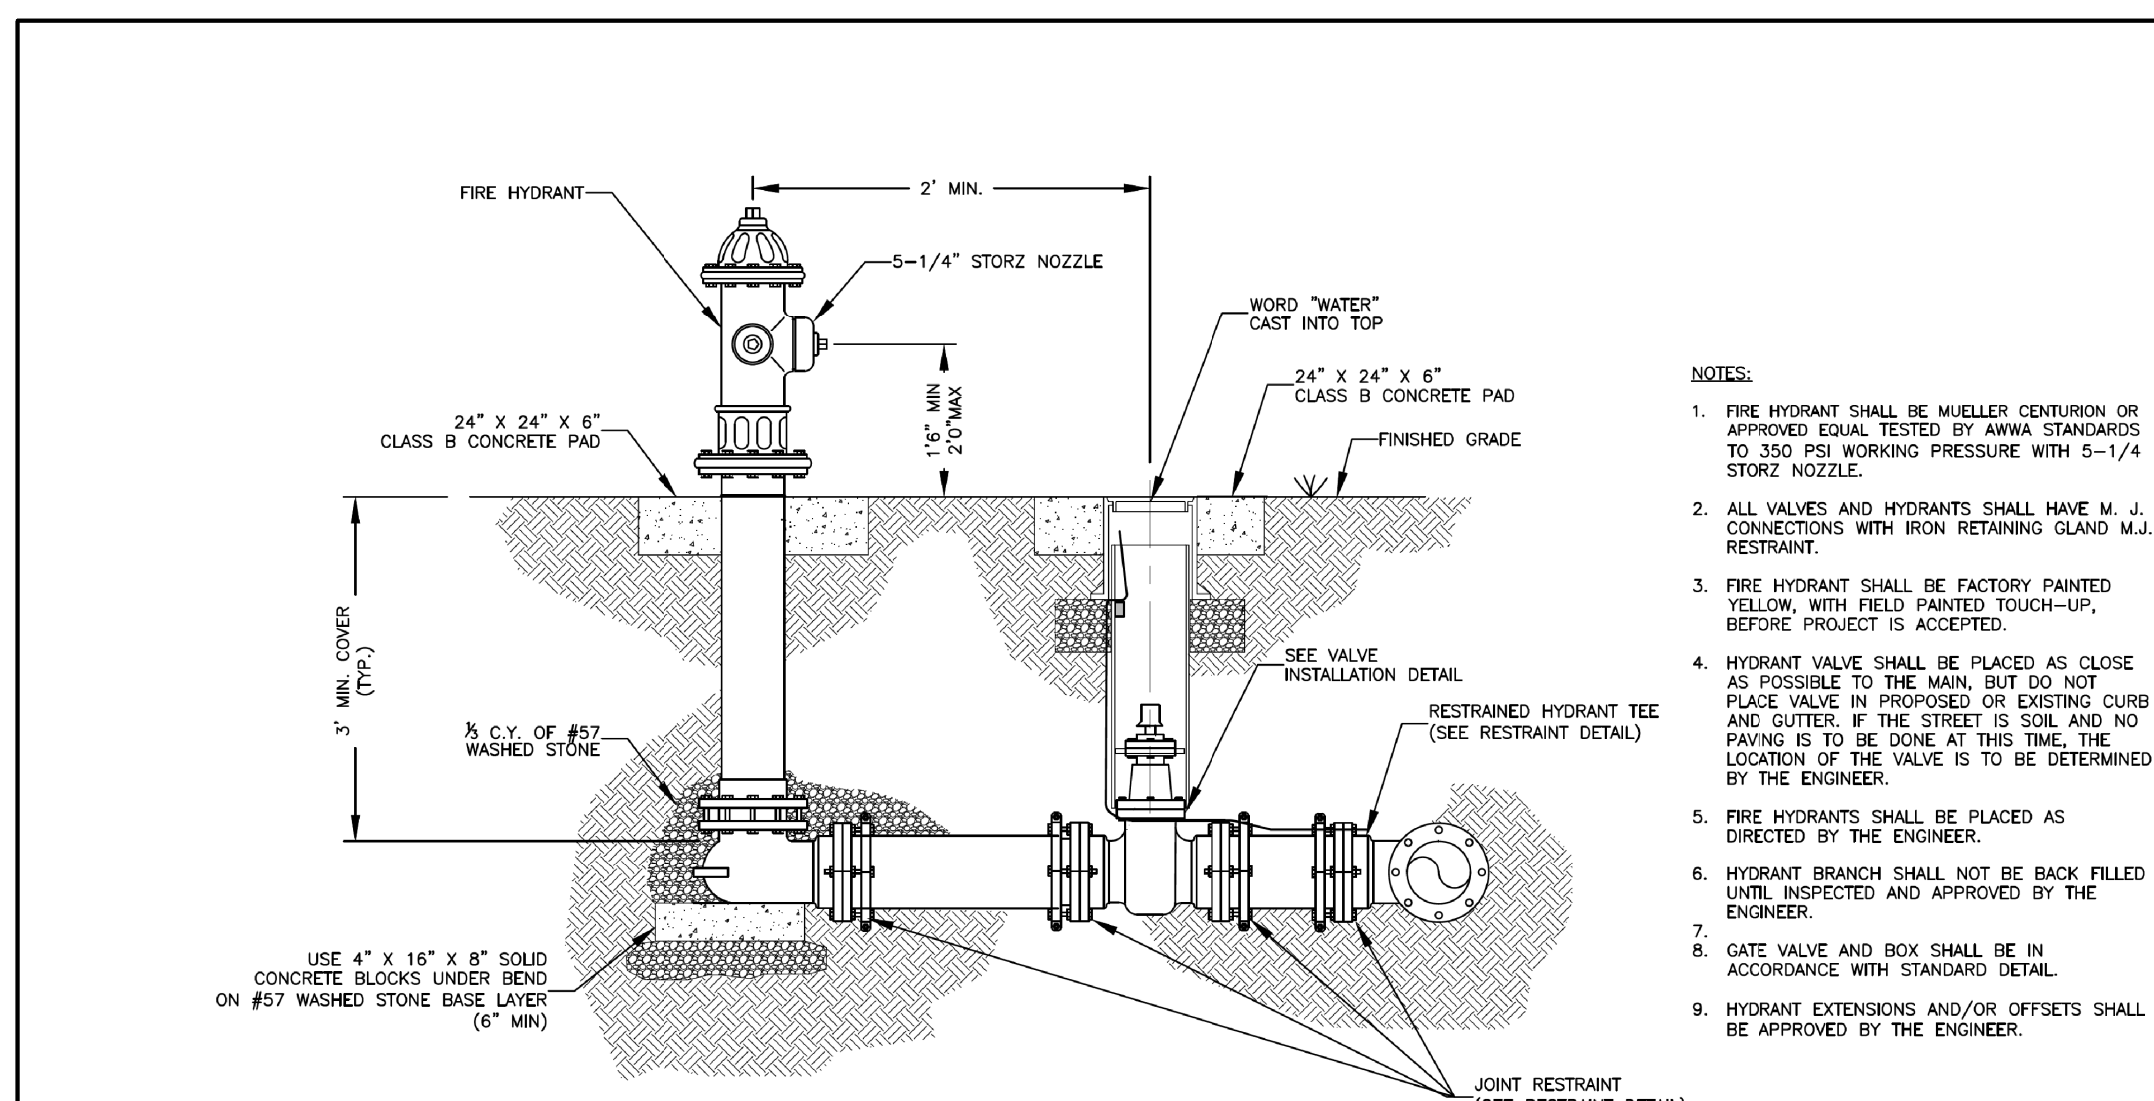 FIRE HYDRANT
2' MIN.
5-1/4" STORZ NOZZLE
WORD "WATER"
CAST INTO TOP
24" X 24" X 6"
CLASS B CONCRETE PAD
1'6" MIN
2'0"MAX
24" X 24" X 6"
CLASS B CONCRETE PAD
FINISHED GRADE
3' MIN. COVER
(TYP.)
SEE VALVE
INSTALLATION DETAIL
⅓ C.Y. OF #57
WASHED STONE
RESTRAINED HYDRANT TEE
(SEE RESTRAINT DETAIL)
USE 4" X 16" X 8" SOLID
CONCRETE BLOCKS UNDER BEND
ON #57 WASHED STONE BASE LAYER
(6" MIN)
JOINT RESTRAINT
(SEE RESTRAINT DETAIL)
NOTES:
1. FIRE HYDRANT SHALL BE MUELLER CENTURION OR
APPROVED EQUAL TESTED BY AWWA STANDARDS
TO 350 PSI WORKING PRESSURE WITH 5-1/4
STORZ NOZZLE.
2. ALL VALVES AND HYDRANTS SHALL HAVE M. J.
CONNECTIONS WITH IRON RETAINING GLAND M.J.
RESTRAINT.
3. FIRE HYDRANT SHALL BE FACTORY PAINTED
YELLOW, WITH FIELD PAINTED TOUCH-UP,
BEFORE PROJECT IS ACCEPTED.
4. HYDRANT VALVE SHALL BE PLACED AS CLOSE
AS POSSIBLE TO THE MAIN, BUT DO NOT
PLACE VALVE IN PROPOSED OR EXISTING CURB
AND GUTTER. IF THE STREET IS SOIL AND NO
PAVING IS TO BE DONE AT THIS TIME, THE
LOCATION OF THE VALVE IS TO BE DETERMINED
BY THE ENGINEER.
5. FIRE HYDRANTS SHALL BE PLACED AS
DIRECTED BY THE ENGINEER.
6. HYDRANT BRANCH SHALL NOT BE BACK FILLED
UNTIL INSPECTED AND APPROVED BY THE
ENGINEER.
7.
8. GATE VALVE AND BOX SHALL BE IN
ACCORDANCE WITH STANDARD DETAIL.
9. HYDRANT EXTENSIONS AND/OR OFFSETS SHALL
BE APPROVED BY THE ENGINEER.